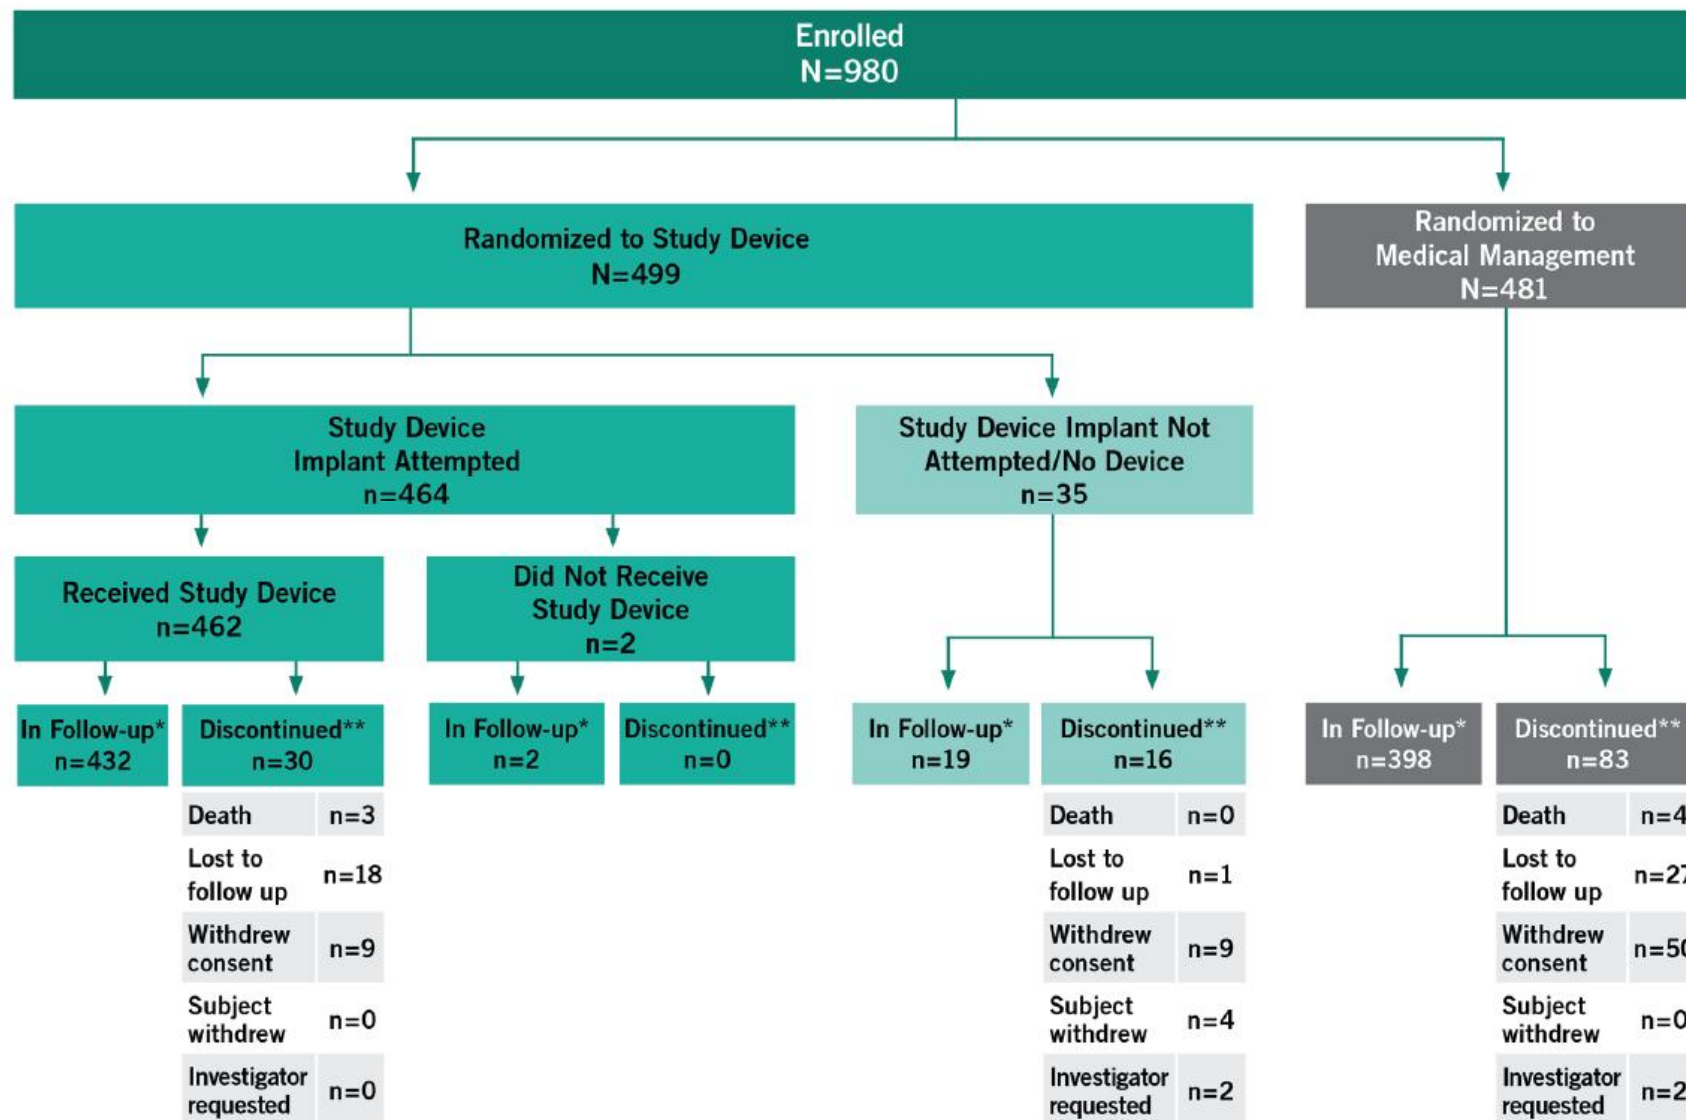 Enrolled
N=980
Randomized to Study Device
N=499
Randomized to
Medical Management
N=481
Study Device
Implant Attempted
n=464
Study Device Implant Not
Attempted/No Device
n=35
Received Study Device
n=462
Did Not Receive
Study Device
n=2
In Follow-up*
n=432
Discontinued**
n=30
In Follow-up*
n=2
Discontinued**
n=0
In Follow-up*
n=19
Discontinued**
n=16
In Follow-up*
n=398
Discontinued**
n=83
Death n=3
Lost to
follow up n=18
Withdrew
consent n=9
Subject
withdrew n=0
Investigator
requested n=0
Death n=0
Lost to
follow up n=1
Withdrew
consent n=9
Subject
withdrew n=4
Investigator
requested n=2
Death n=4
Lost to
follow up n=27
Withdrew
consent n=50
Subject
withdrew n=0
Investigator
requested n=2